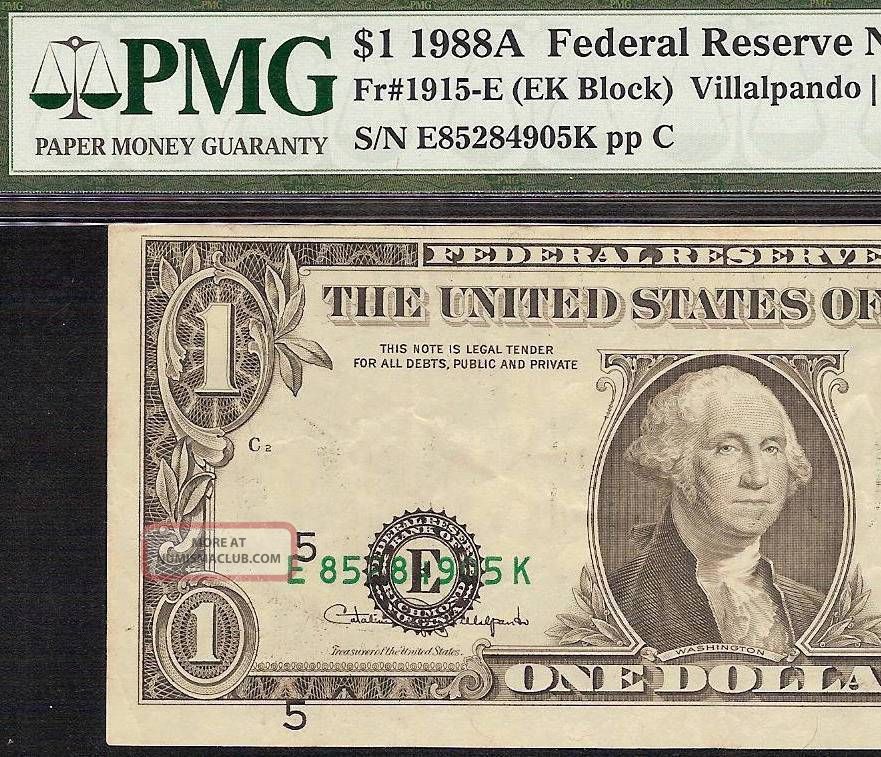 PMG
PAPER MONEY GUARANTY
$1 1988A Federal Reserve N
Fr#1915-E (EK Block) Villalpando |
S/N E85284905K pp C
FEDERAL RESERVE
THE UNITED STATES OF
THIS NOTE IS LEGAL TENDER
FOR ALL DEBTS, PUBLIC AND PRIVATE
1
C2
MORE AT
NUMISMACLUB.COM
5
E 85284905 K
E
Treasurer of the United States.
WASHINGTON
1
ONE DOLLA
5